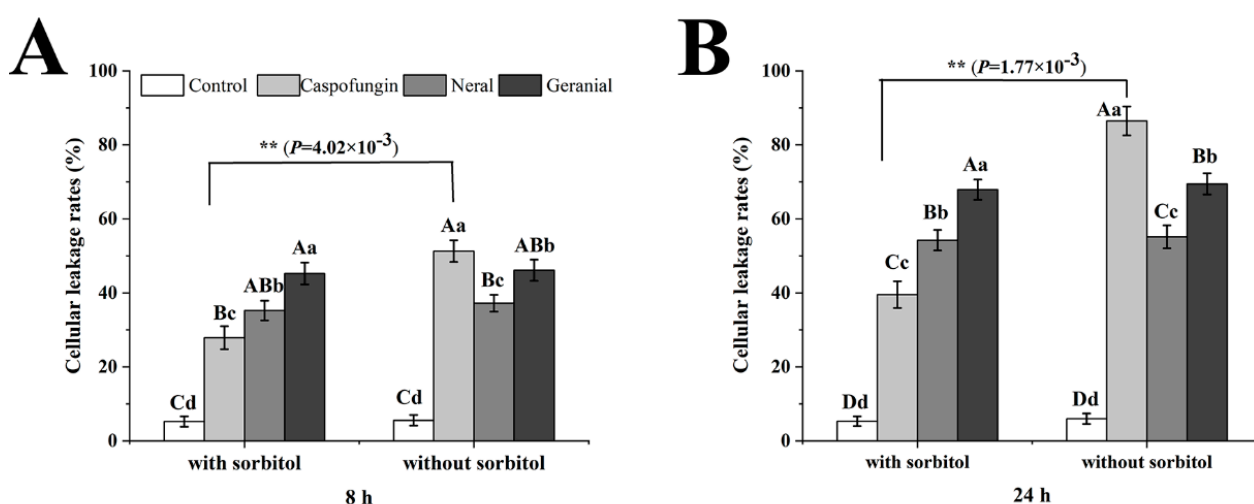 A
Cellular leakage rates (%)
100
80
60
40
20
0
Control Caspofungin Neral Geranial
** (P=4.02×10⁻³)
Cd Bc ABb Aa Cd Aa Bc ABb
with sorbitol without sorbitol
8 h
B
Cellular leakage rates (%)
100
80
60
40
20
0
** (P=1.77×10⁻³)
Dd Cc Bb Aa Dd Aa Cc Bb
with sorbitol without sorbitol
24 h